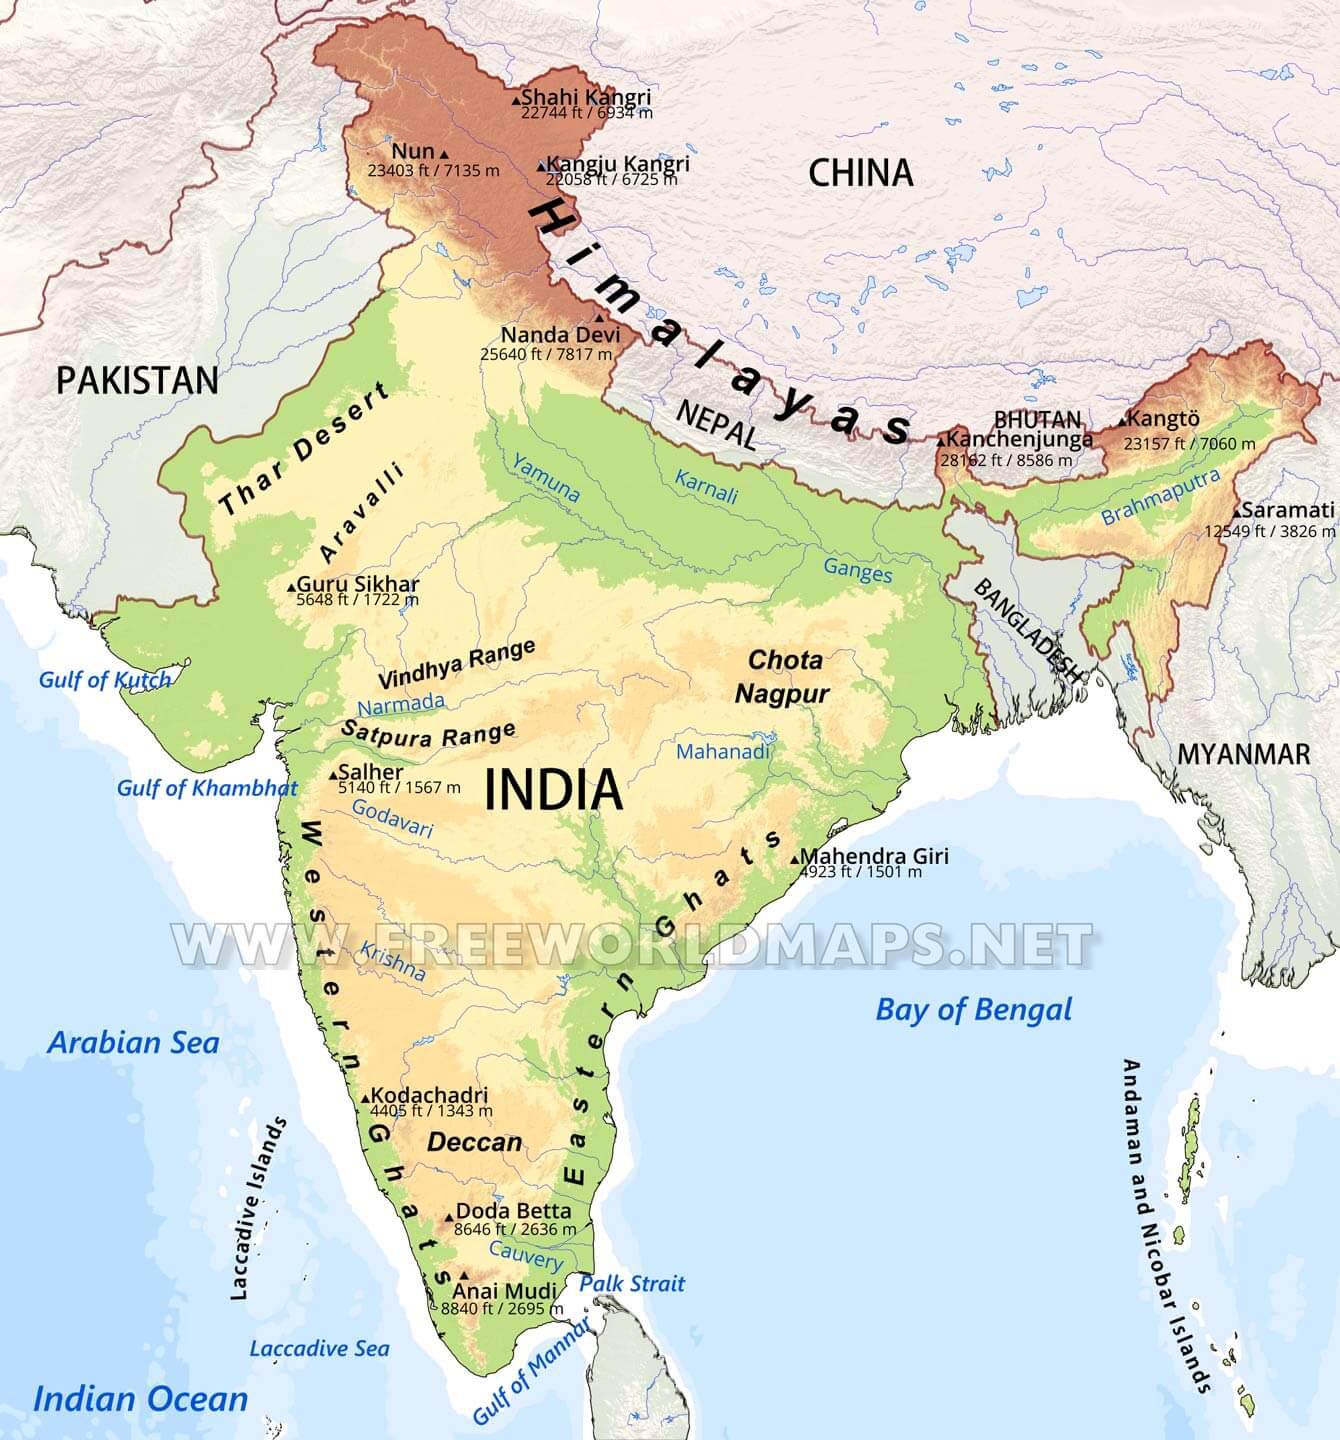 Shahi Kangri
22744 ft / 6934 m
Nun
23403 ft / 7135 m
Kangju Kangri
22058 ft / 6725 m
CHINA
Himalayas
Nanda Devi
25640 ft / 7817 m
PAKISTAN
NEPAL
BHUTAN
Kangtö
23157 ft / 7060 m
Kanchenjunga
28162 ft / 8586 m
Thar Desert
Aravalli
Yamuna
Karnali
Brahmaputra
Saramati
12549 ft / 3826 m
Ganges
Guru Sikhar
5648 ft / 1722 m
BANGLADESH
Vindhya Range
Chota
Nagpur
Gulf of Kutch
Narmada
Satpura Range
Mahanadi
MYANMAR
Salher
5140 ft / 1567 m
INDIA
Gulf of Khambhat
Godavari
Mahendra Giri
4923 ft / 1501 m
Western Ghats
Eastern Ghats
WWW.FREEWORLDMAPS.NET
Krishna
Bay of Bengal
Arabian Sea
Kodachadri
4405 ft / 1343 m
Deccan
Laccadive Islands
Andaman and Nicobar Islands
Doda Betta
8646 ft / 2636 m
Cauvery
Anai Mudi
8840 ft / 2695 m
Palk Strait
Laccadive Sea
Gulf of Mannar
Indian Ocean